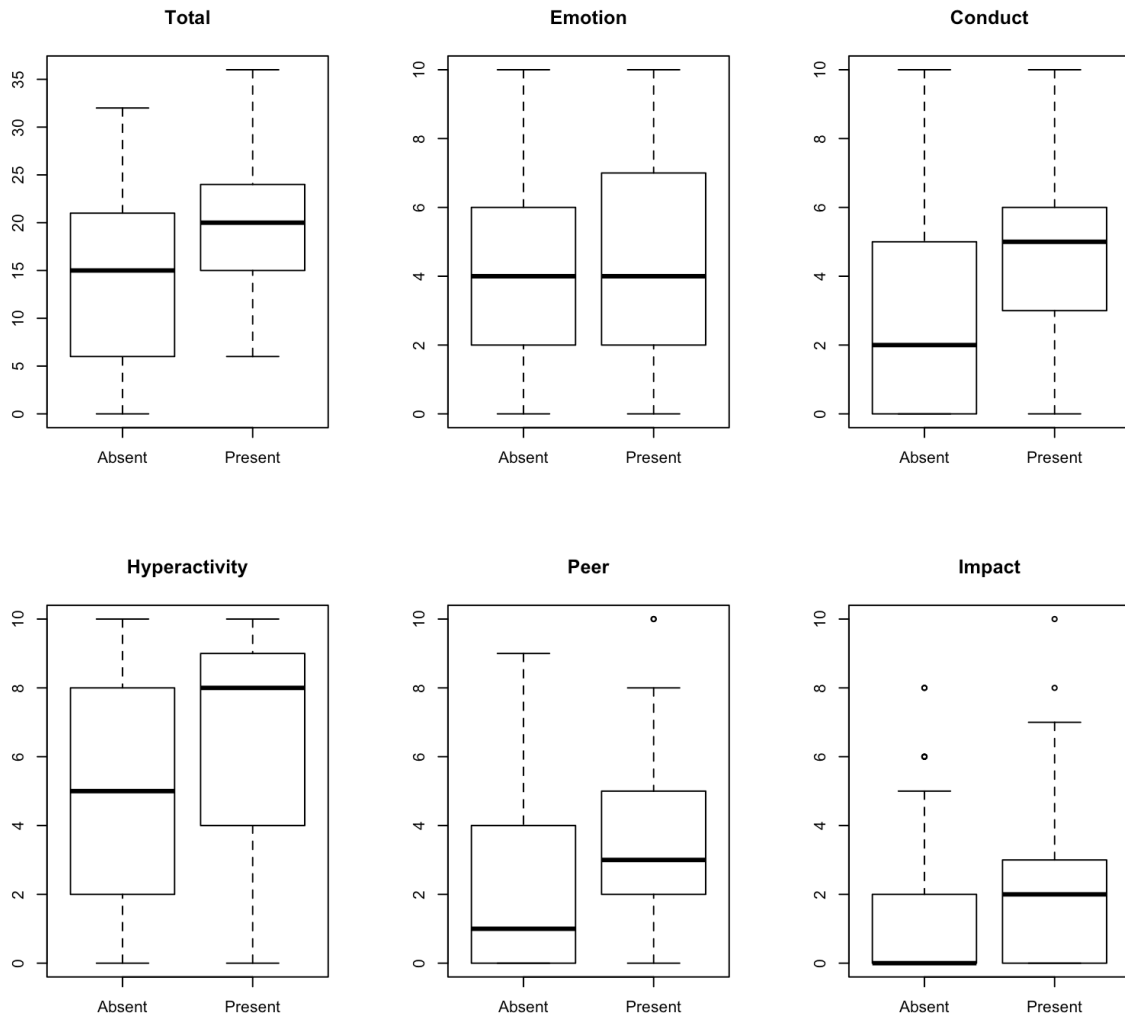 Total Emotion Conduct
35 10 10
30 8 8
25 6 6
20 4 4
15 2 2
10 0 0
5
0
Absent Present Absent Present Absent Present
Hyperactivity Peer Impact
10 10 10
8 8 8
6 6 6
4 4 4
2 2 2
0 0 0
Absent Present Absent Present Absent Present